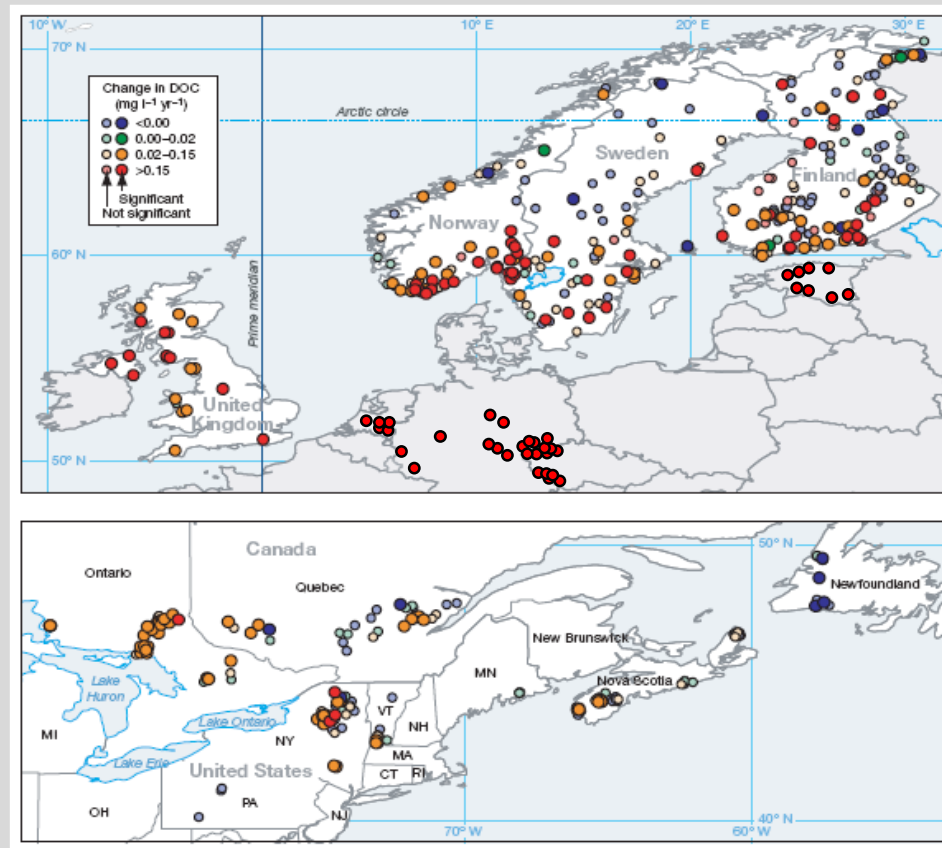 10° W
10° E
20° E
30° E
70° N
Change in DOC
(mg l–1 yr–1)
<0.00
0.00–0.02
0.02–0.15
>0.15
Significant
Not significant
Arctic circle
Sweden
Finland
Norway
60° N
Prime meridian
United
Kingdom
50° N
Canada
50° N
Ontario
Quebec
Newfoundland
New Brunswick
MN
Nova Scotia
Lake
Huron
Lake Ontario
VT
NH
MI
NY
MA
Lake Erie
CT
RI
United States
PA
OH
NJ
40° N
70° W
60° W